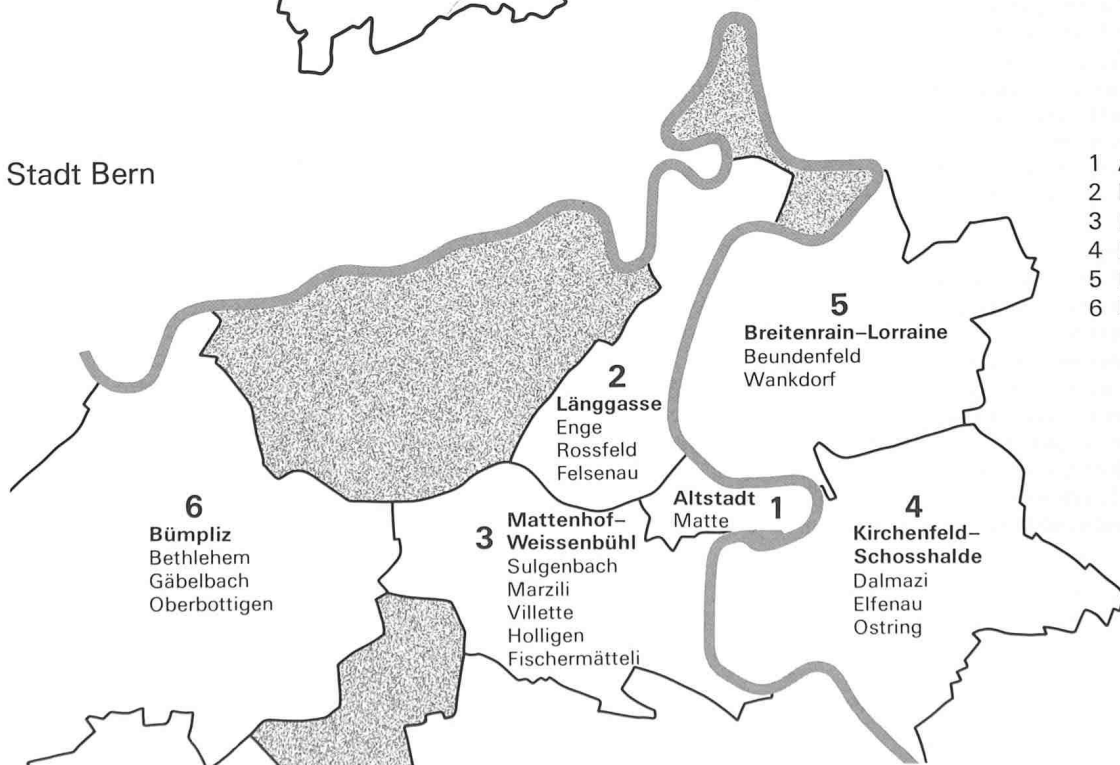 Stadt Bern
1
2
3
4
5
6
5
Breitenrain–Lorraine
Beundenfeld
Wankdorf
2
Länggasse
Enge
Rossfeld
Felsenau
6
Bümpliz
Bethlehem
Gäbelbach
Oberbottigen
3
Mattenhof–
Weissenbühl
Sulgenbach
Marzili
Villette
Holligen
Fischermätteli
Altstadt
Matte
1
4
Kirchenfeld–
Schosshalde
Dalmazi
Elfenau
Ostring